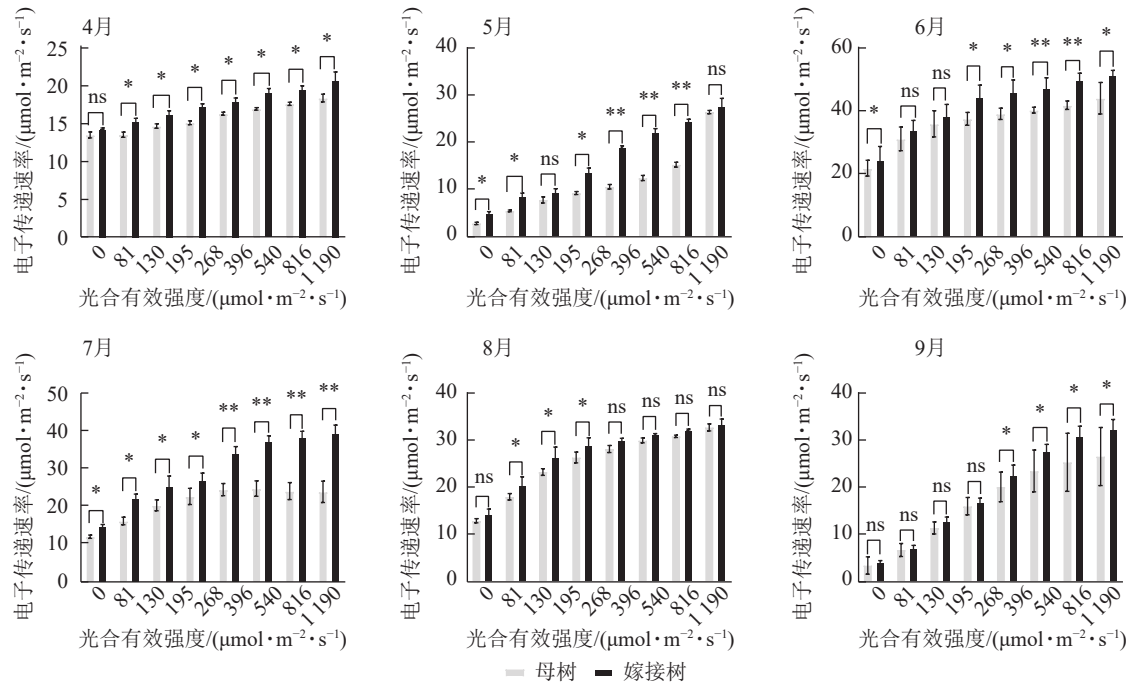 4月
电子传递速率/(μmol·m⁻²·s⁻¹)
25
20
15
10
5
0
ns * * * * * * *
0 81 130 195 268 396 540 816 1 190
光合有效强度/(μmol·m⁻²·s⁻¹)
5月
电子传递速率/(μmol·m⁻²·s⁻¹)
40
30
20
10
0
* * ns * ** ** ** ns
0 81 130 195 268 396 540 816 1 190
光合有效强度/(μmol·m⁻²·s⁻¹)
6月
电子传递速率/(μmol·m⁻²·s⁻¹)
60
40
20
0
* ns ns * * ** ** *
0 81 130 195 268 396 540 816 1 190
光合有效强度/(μmol·m⁻²·s⁻¹)
7月
电子传递速率/(μmol·m⁻²·s⁻¹)
50
40
30
20
10
0
* * * * ** ** ** **
0 81 130 195 268 396 540 816 1 190
光合有效强度/(μmol·m⁻²·s⁻¹)
8月
电子传递速率/(μmol·m⁻²·s⁻¹)
40
30
20
10
0
ns * * * ns ns ns ns
0 81 130 195 268 396 540 816 1 190
光合有效强度/(μmol·m⁻²·s⁻¹)
9月
电子传递速率/(μmol·m⁻²·s⁻¹)
40
30
20
10
0
ns ns ns ns * * * *
0 81 130 195 268 396 540 816 1 190
光合有效强度/(μmol·m⁻²·s⁻¹)
母树 嫁接树